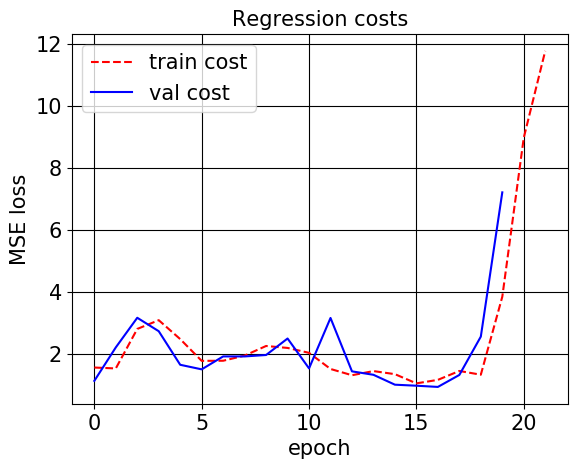 Regression costs
12
10
8
6
4
2
MSE loss
train cost
val cost
0 5 10 15 20
epoch